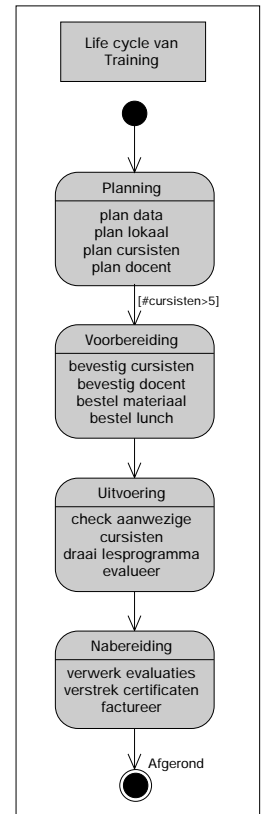 Life cycle van
Training
Planning
plan data
plan lokaal
plan cursisten
plan docent
[#cursisten>5]
Voorbereiding
bevestig cursisten
bevestig docent
bestel materiaal
bestel lunch
Uitvoering
check aanwezige
cursisten
draai lesprogramma
evalueer
Nabereiding
verwerk evaluaties
verstrek certificaten
factureer
Afgerond